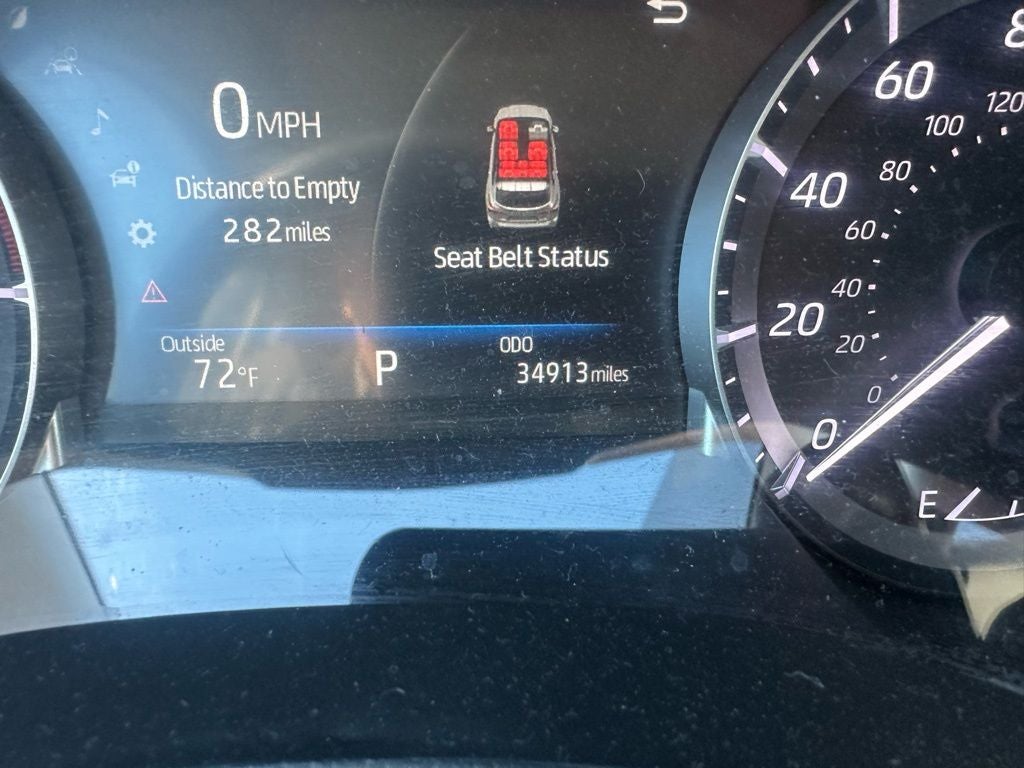 0 MPH
Distance to Empty
282 miles
Seat Belt Status
Outside
72°F
P
ODO
34913 miles
60
40
20
0
120
100
80
60
40
20
0
E